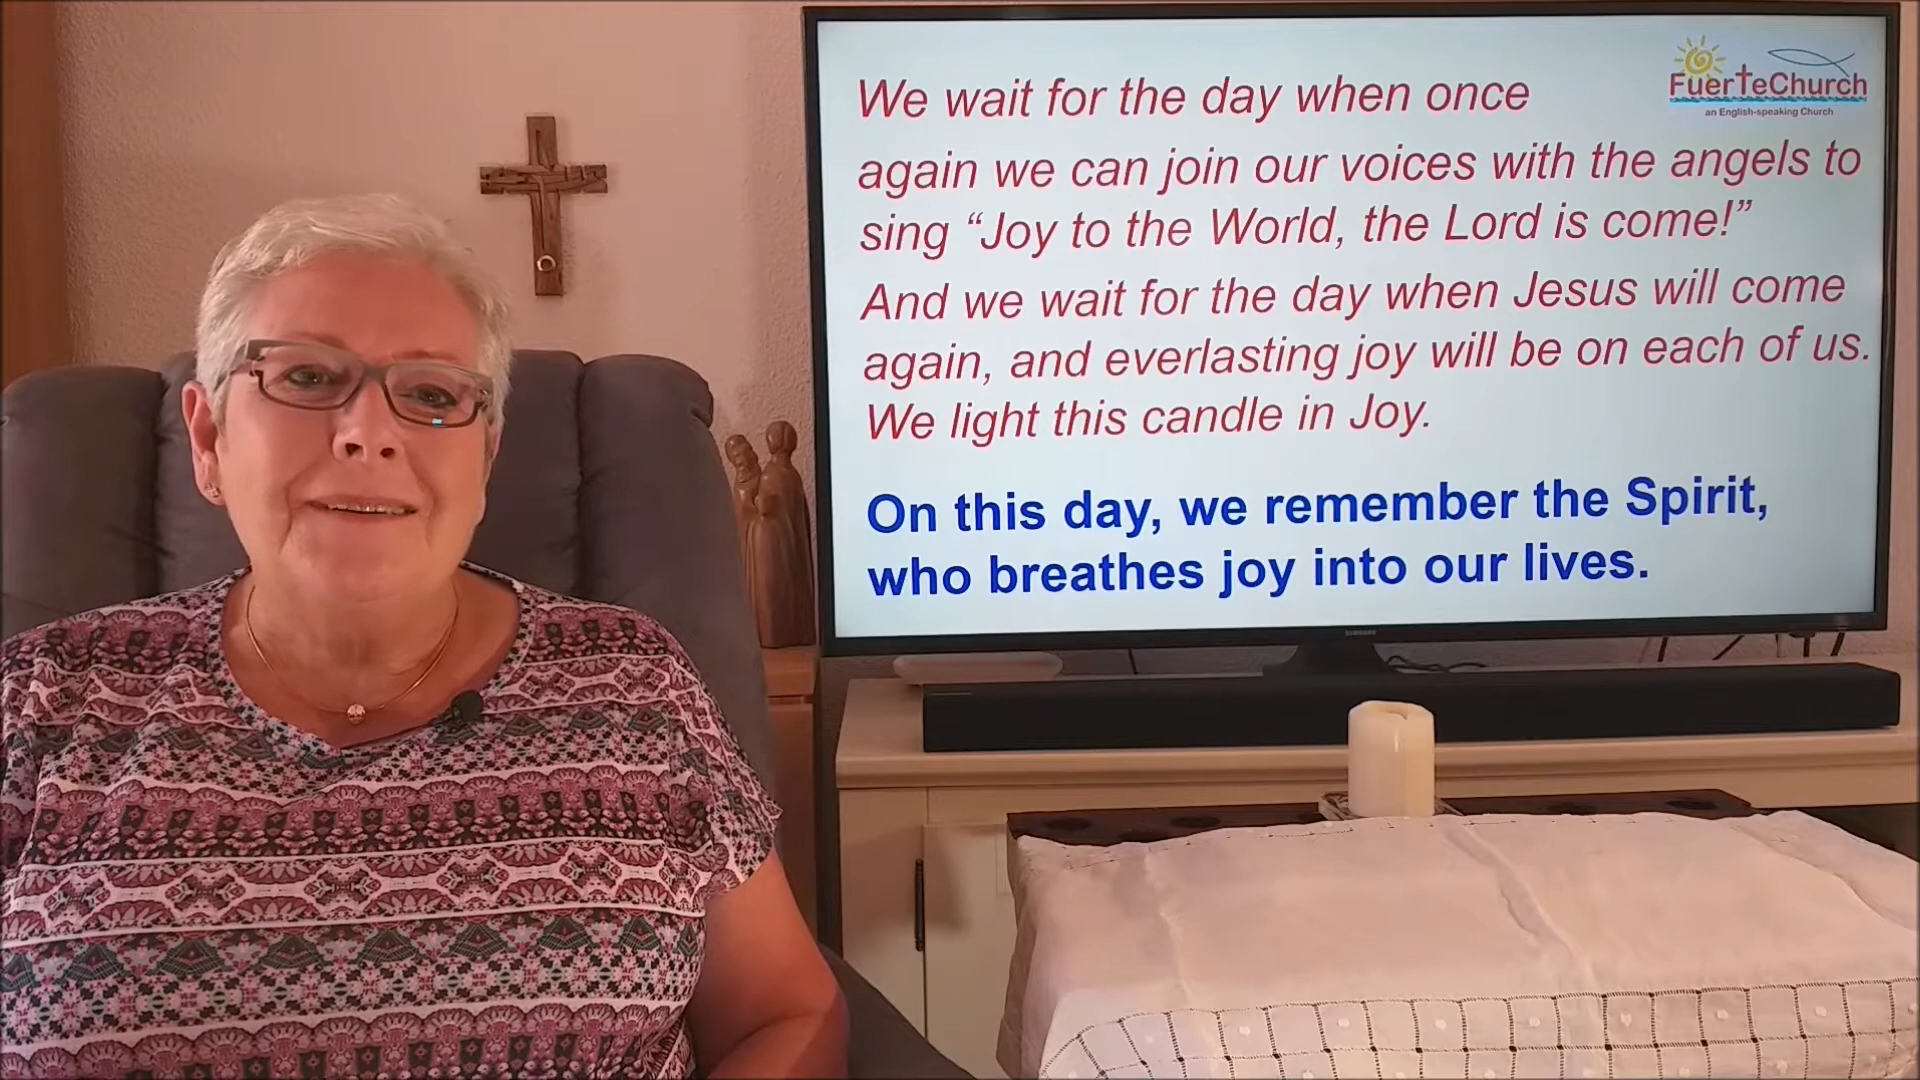 FuerTeChurch
an English-speaking Church
We wait for the day when once
again we can join our voices with the angels to
sing “Joy to the World, the Lord is come!”
And we wait for the day when Jesus will come
again, and everlasting joy will be on each of us.
We light this candle in Joy.
On this day, we remember the Spirit,
who breathes joy into our lives.
SAMSUNG